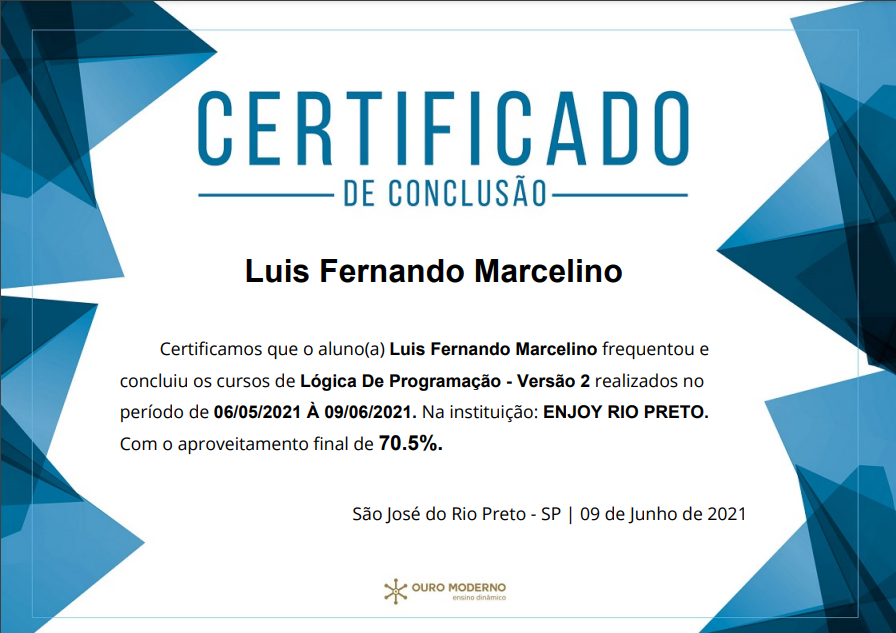 CERTIFICADO
DE CONCLUSÃO
Luis Fernando Marcelino
Certificamos que o aluno(a) Luis Fernando Marcelino frequentou e
concluiu os cursos de Lógica De Programação - Versão 2 realizados no
período de 06/05/2021 À 09/06/2021. Na instituição: ENJOY RIO PRETO.
Com o aproveitamento final de 70.5%.
São José do Rio Preto - SP | 09 de Junho de 2021
OURO MODERNO
ensino dinâmico